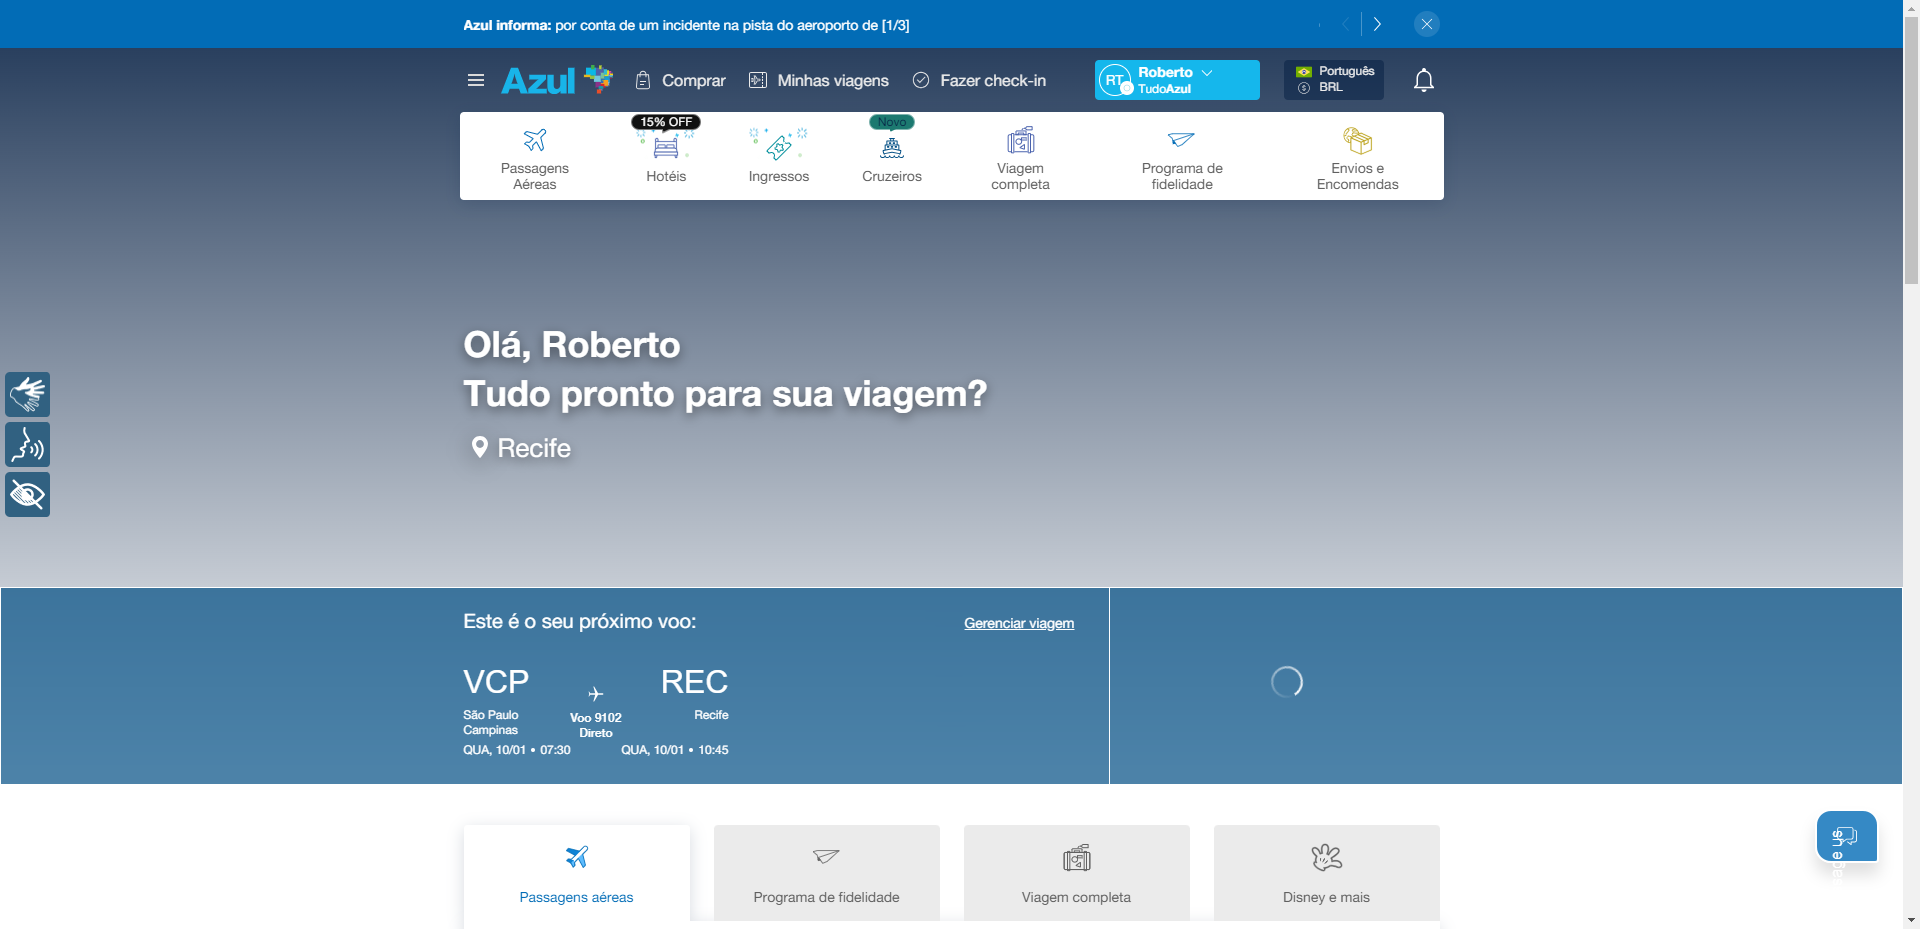 Azul informa: por conta de um incidente na pista do aeroporto de [1/3]
Azul
Comprar
Minhas viagens
Fazer check-in
RT
Roberto
TudoAzul
Português
BRL
15% OFF
Novo
Passagens
Aéreas
Hotéis
Ingressos
Cruzeiros
Viagem
completa
Programa de
fidelidade
Envios e
Encomendas
Olá, Roberto
Tudo pronto para sua viagem?
Recife
Este é o seu próximo voo:
Gerenciar viagem
VCP
REC
São Paulo
Campinas
Voo 9102
Direto
Recife
QUA, 10/01 • 07:30
QUA, 10/01 • 10:45
Passagens aéreas
Programa de fidelidade
Viagem completa
Disney e mais